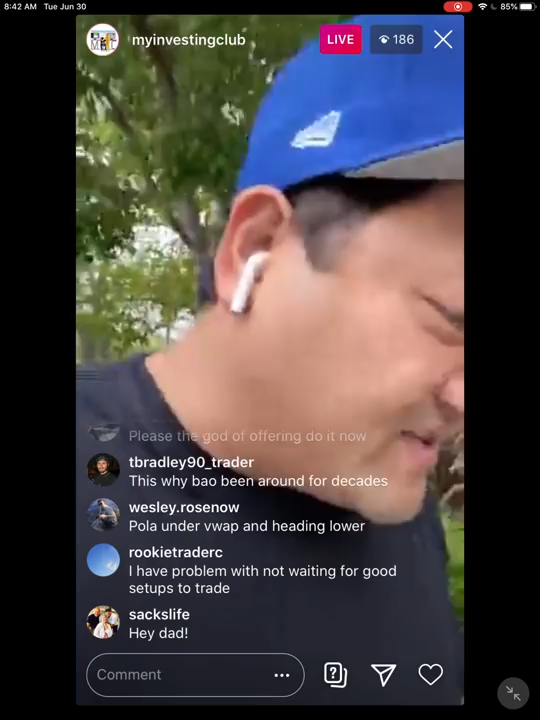 8:42 AM Tue Jun 30
85%
myinvestingclub
LIVE
186
Please the god of offering do it now
tbradley90_trader
This why bao been around for decades
wesley.rosenow
Pola under vwap and heading lower
rookietraderc
I have problem with not waiting for good
setups to trade
sackslife
Hey dad!
Comment